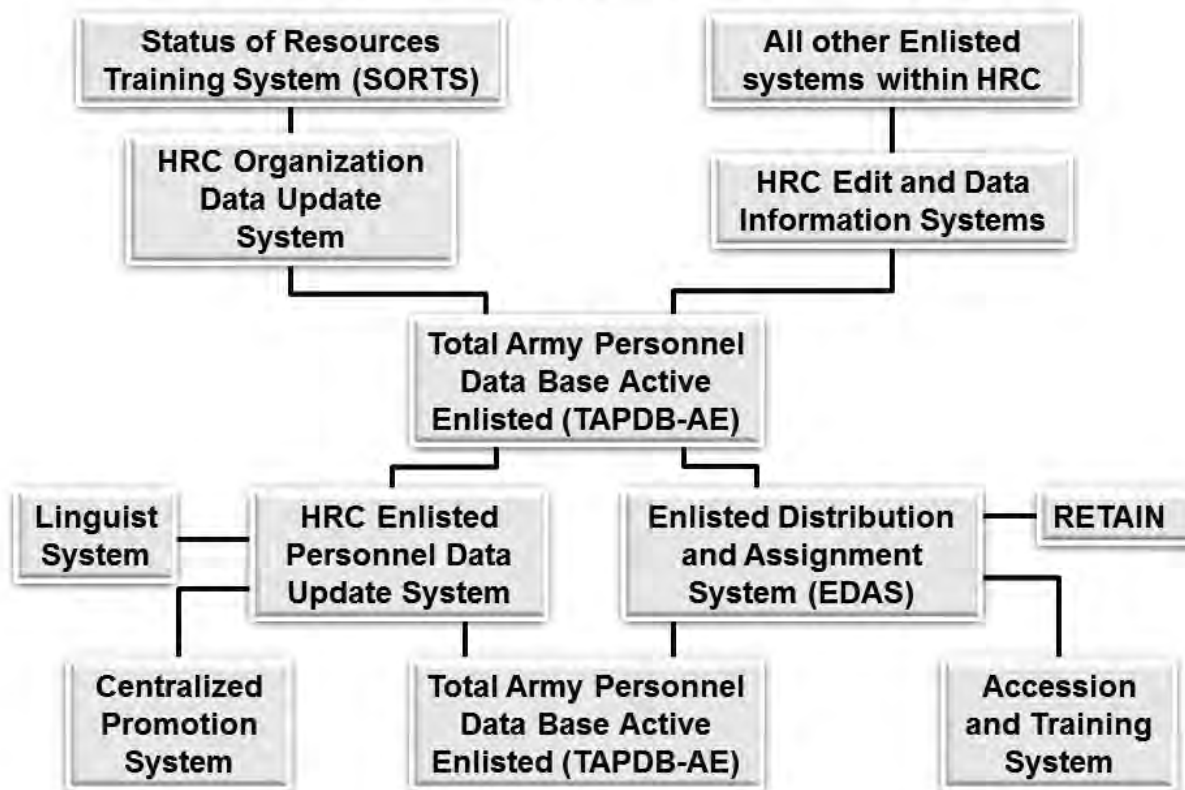 Status of Resources
Training System (SORTS)
All other Enlisted
systems within HRC
HRC Organization
Data Update
System
HRC Edit and Data
Information Systems
Total Army Personnel
Data Base Active
Enlisted (TAPDB-AE)
Linguist
System
HRC Enlisted
Personnel Data
Update System
Enlisted Distribution
and Assignment
System (EDAS)
RETAIN
Centralized
Promotion
System
Total Army Personnel
Data Base Active
Enlisted (TAPDB-AE)
Accession
and Training
System